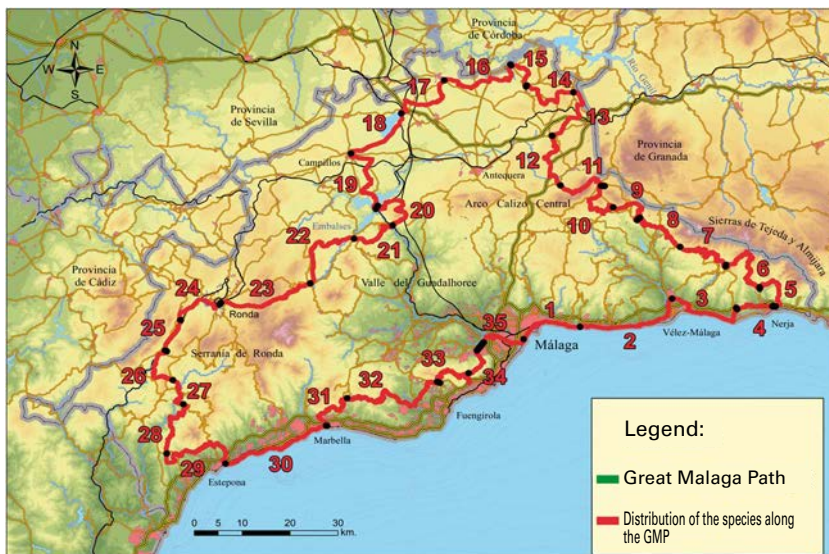 Provincia
de Córdoba
N
W E
S
Provincia
de Sevilla
Río Genil
Provincia
de Granada
Campillos
Antequera
Arco Calizo Central
Sierras de Tejeda y Almijara
Embalses
Provincia
de Cádiz
Valle del Guadalhorce
Ronda
Serranía de Ronda
Málaga
Vélez-Málaga
Nerja
Fuengirola
Marbella
Estepona
1
2
3
4
5
6
7
8
9
10
11
12
13
14
15
16
17
18
19
20
21
22
23
24
25
26
27
28
29
30
31
32
33
34
35
0 5 10 20 30
km.
Legend:
Great Malaga Path
Distribution of the species along
the GMP